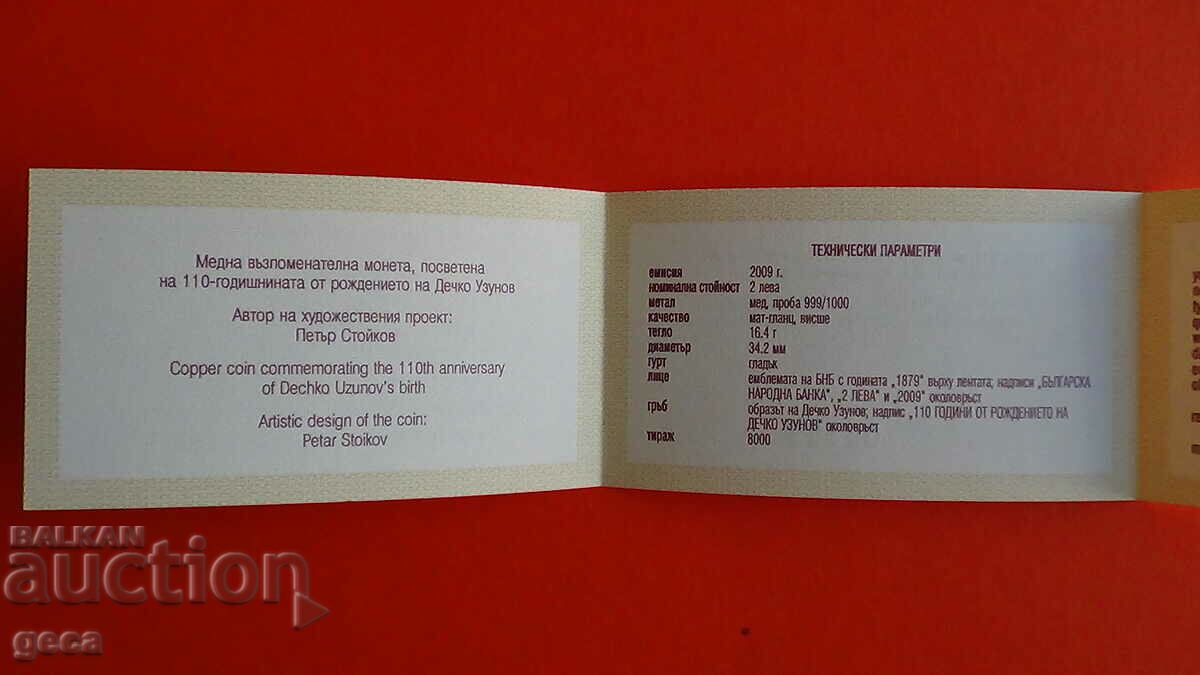 Медна възпоменателна монета, посветена
на 110-годишнината от рождението на Дечко Узунов
Автор на художествения проект:
Петър Стойков
Copper coin commemorating the 110th anniversary
of Dechko Uzunov's birth
Artistic design of the coin:
Petar Stoikov
ТЕХНИЧЕСКИ ПАРАМЕТРИ
емисия 2009 г.
номинална стойност 2 лева
метал мед, проба 999/1000
качество мат-гланц, висше
тегло 16.4 г
диаметър 34.2 мм
гурт гладък
лице емблемата на БНБ с годината „1879" върху лентата; надписи „БЪЛГАРСКА
НАРОДНА БАНКА", „2 ЛЕВА" и „2009" околовръст
гръб образът на Дечко Узунов; надпис „110 ГОДИНИ ОТ РОЖДЕНИЕТО НА
ДЕЧКО УЗУНОВ" околовръст
тираж 8000
BALKAN
auction
geca